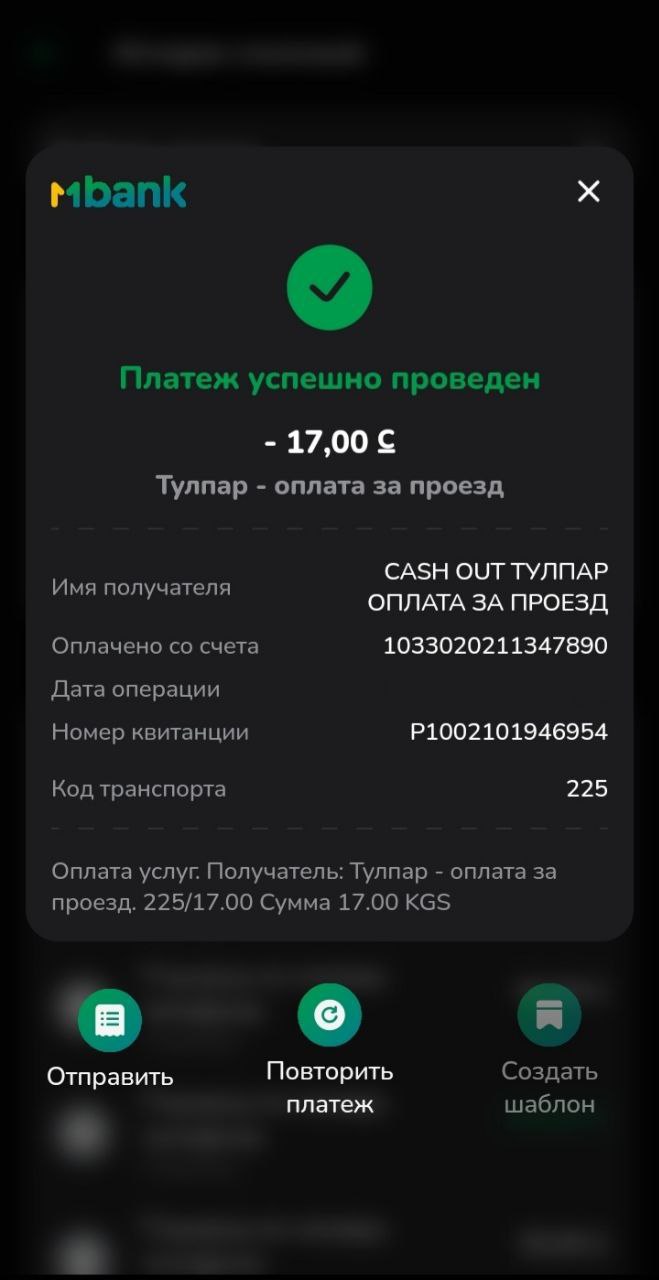 Mbank
Платеж успешно проведен
- 17,00 С
Тулпар - оплата за проезд
Имя получателя
CASH OUT ТУЛПАР
ОПЛАТА ЗА ПРОЕЗД
Оплачено со счета 1033020211347890
Дата операции
Номер квитанции P1002101946954
Код транспорта 225
Оплата услуг. Получатель: Тулпар - оплата за
проезд. 225/17.00 Сумма 17.00 KGS
Отправить
Повторить
платеж
Создать
шаблон